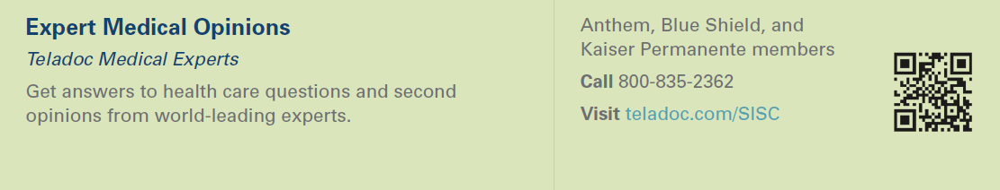 Expert Medical Opinions
Teladoc Medical Experts
Get answers to health care questions and second
opinions from world-leading experts.
Anthem, Blue Shield, and
Kaiser Permanente members
Call 800-835-2362
Visit teladoc.com/SISC